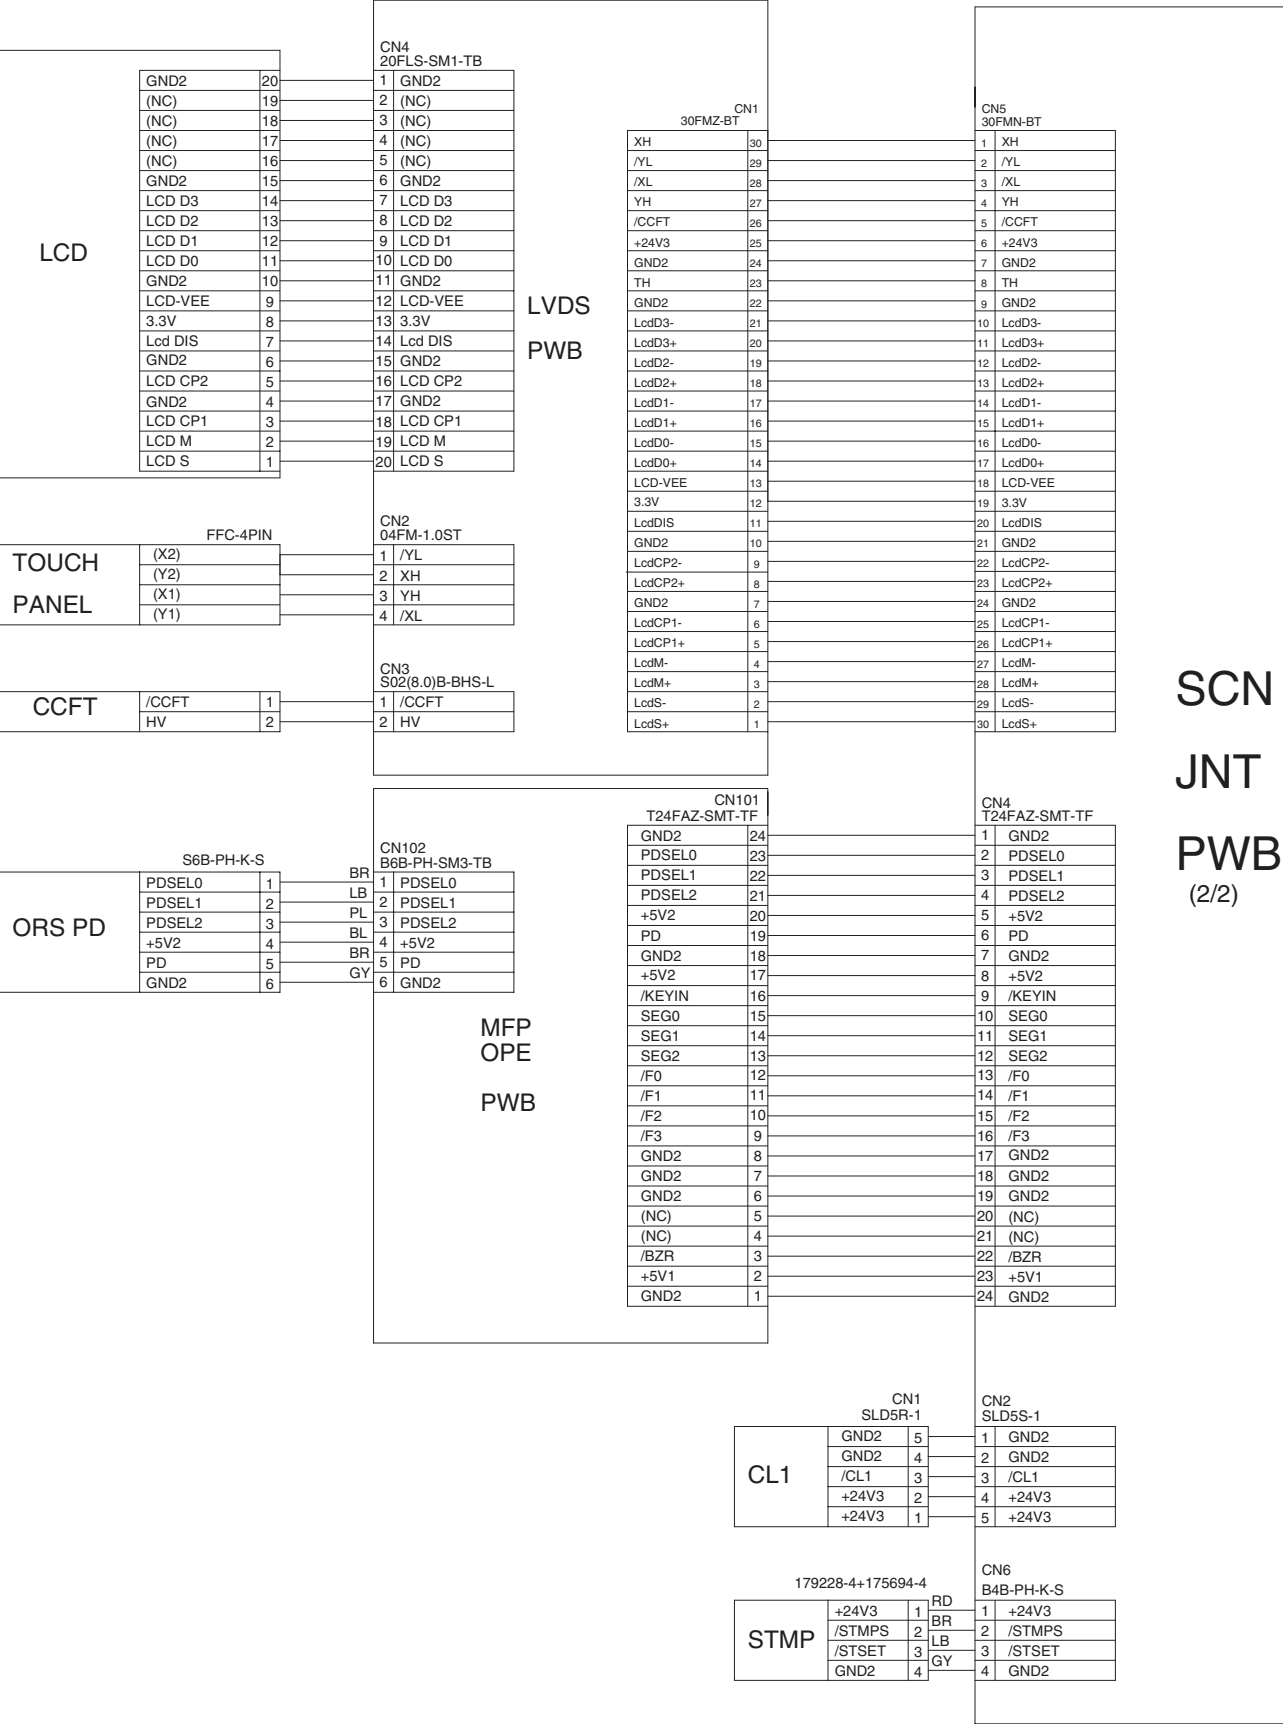 LCD
GND2 20
(NC) 19
(NC) 18
(NC) 17
(NC) 16
GND2 15
LCD D3 14
LCD D2 13
LCD D1 12
LCD D0 11
GND2 10
LCD-VEE 9
3.3V 8
Lcd DIS 7
GND2 6
LCD CP2 5
GND2 4
LCD CP1 3
LCD M 2
LCD S 1
CN4
20FLS-SM1-TB
1 GND2
2 (NC)
3 (NC)
4 (NC)
5 (NC)
6 GND2
7 LCD D3
8 LCD D2
9 LCD D1
10 LCD D0
11 GND2
12 LCD-VEE
13 3.3V
14 Lcd DIS
15 GND2
16 LCD CP2
17 GND2
18 LCD CP1
19 LCD M
20 LCD S
LVDS
PWB
TOUCH
PANEL
FFC-4PIN
(X2)
(Y2)
(X1)
(Y1)
CN2
04FM-1.0ST
1 /YL
2 XH
3 YH
4 /XL
CCFT
/CCFT 1
HV 2
CN3
S02(8.0)B-BHS-L
1 /CCFT
2 HV
CN1
30FMZ-BT
XH 30
/YL 29
/XL 28
YH 27
/CCFT 26
+24V3 25
GND2 24
TH 23
GND2 22
LcdD3- 21
LcdD3+ 20
LcdD2- 19
LcdD2+ 18
LcdD1- 17
LcdD1+ 16
LcdD0- 15
LcdD0+ 14
LCD-VEE 13
3.3V 12
LcdDIS 11
GND2 10
LcdCP2- 9
LcdCP2+ 8
GND2 7
LcdCP1- 6
LcdCP1+ 5
LcdM- 4
LcdM+ 3
LcdS- 2
LcdS+ 1
CN5
30FMN-BT
1 XH
2 /YL
3 /XL
4 YH
5 /CCFT
6 +24V3
7 GND2
8 TH
9 GND2
10 LcdD3-
11 LcdD3+
12 LcdD2-
13 LcdD2+
14 LcdD1-
15 LcdD1+
16 LcdD0-
17 LcdD0+
18 LCD-VEE
19 3.3V
20 LcdDIS
21 GND2
22 LcdCP2-
23 LcdCP2+
24 GND2
25 LcdCP1-
26 LcdCP1+
27 LcdM-
28 LcdM+
29 LcdS-
30 LcdS+
SCN
JNT
PWB
(2/2)
ORS PD
S6B-PH-K-S
PDSEL0 1
PDSEL1 2
PDSEL2 3
+5V2 4
PD 5
GND2 6
BR
LB
PL
BL
BR
GY
CN102
B6B-PH-SM3-TB
1 PDSEL0
2 PDSEL1
3 PDSEL2
4 +5V2
5 PD
6 GND2
MFP
OPE
PWB
CN101
T24FAZ-SMT-TF
GND2 24
PDSEL0 23
PDSEL1 22
PDSEL2 21
+5V2 20
PD 19
GND2 18
+5V2 17
/KEYIN 16
SEG0 15
SEG1 14
SEG2 13
/F0 12
/F1 11
/F2 10
/F3 9
GND2 8
GND2 7
GND2 6
(NC) 5
(NC) 4
/BZR 3
+5V1 2
GND2 1
CN4
T24FAZ-SMT-TF
1 GND2
2 PDSEL0
3 PDSEL1
4 PDSEL2
5 +5V2
6 PD
7 GND2
8 +5V2
9 /KEYIN
10 SEG0
11 SEG1
12 SEG2
13 /F0
14 /F1
15 /F2
16 /F3
17 GND2
18 GND2
19 GND2
20 (NC)
21 (NC)
22 /BZR
23 +5V1
24 GND2
CL1
CN1
SLD5R-1
GND2 5
GND2 4
/CL1 3
+24V3 2
+24V3 1
CN2
SLD5S-1
1 GND2
2 GND2
3 /CL1
4 +24V3
5 +24V3
STMP
179228-4+175694-4
+24V3 1
/STMPS 2
/STSET 3
GND2 4
RD
BR
LB
GY
CN6
B4B-PH-K-S
1 +24V3
2 /STMPS
3 /STSET
4 GND2